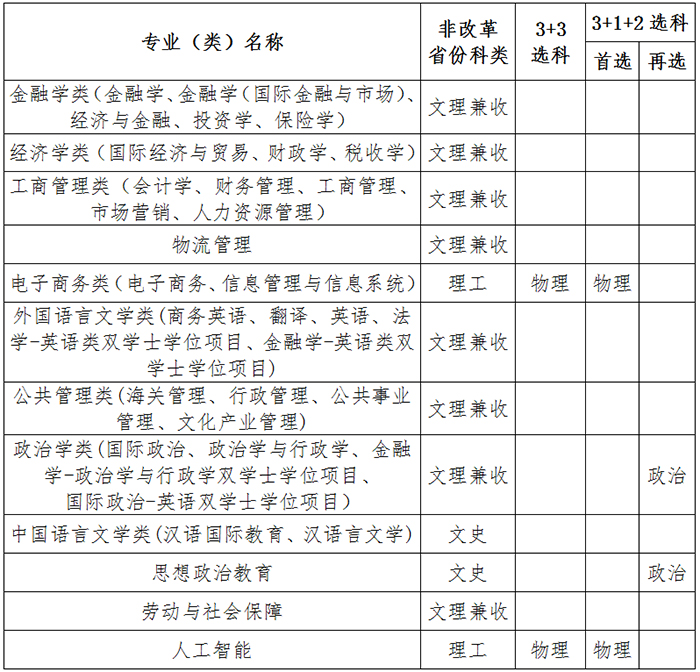 专业（类）名称
非改革
省份科类
3+3
选科
3+1+2 选科
首选
再选
金融学类（金融学、金融学（国际金融与市场）、
经济与金融、投资学、保险学）
文理兼收
经济学类（国际经济与贸易、财政学、税收学）
文理兼收
工商管理类（会计学、财务管理、工商管理、
市场营销、人力资源管理）
文理兼收
物流管理
文理兼收
电子商务类（电子商务、信息管理与信息系统）
理工
物理
物理
外国语言文学类(商务英语、翻译、英语、法
学-英语类双学士学位项目、金融学-英语类双
学士学位项目)
文理兼收
公共管理类(海关管理、行政管理、公共事业
管理、文化产业管理)
文理兼收
政治学类(国际政治、政治学与行政学、金融
学-政治学与行政学双学士学位项目、
国际政治-英语双学士学位项目）
文理兼收
政治
中国语言文学类(汉语国际教育、汉语言文学)
文史
思想政治教育
文史
政治
劳动与社会保障
文理兼收
人工智能
理工
物理
物理